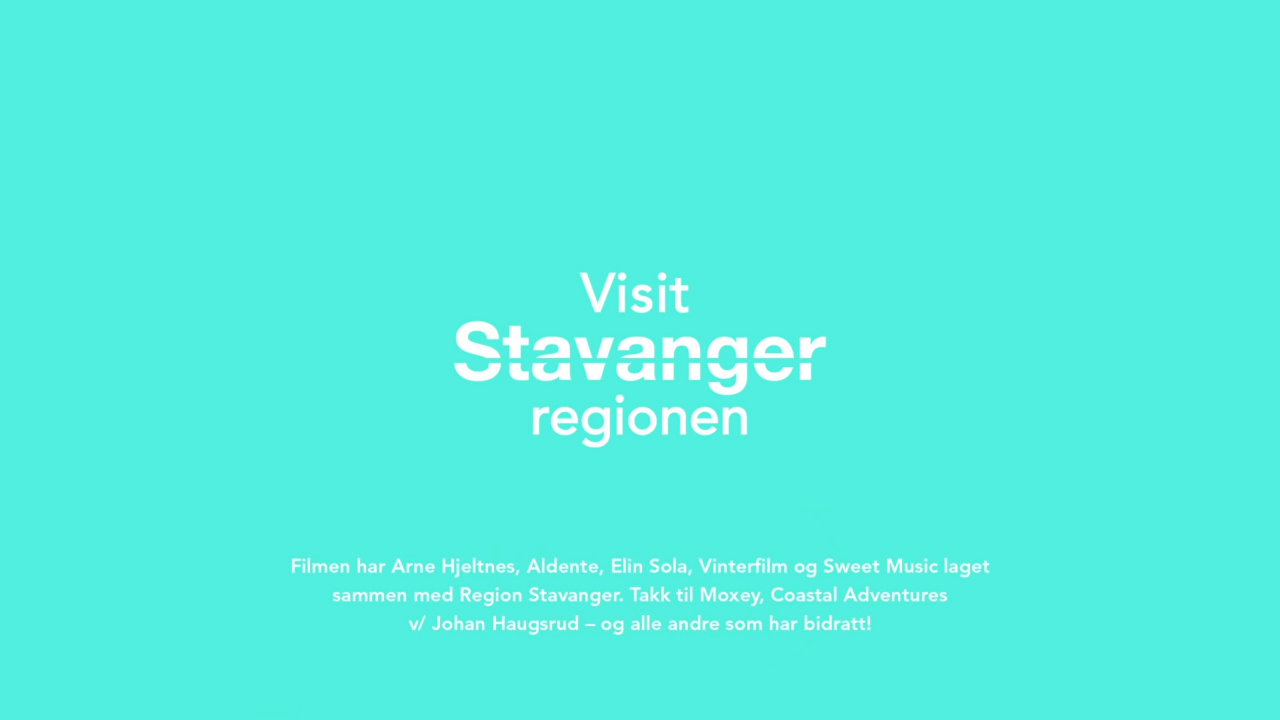 Visit
Stavanger
regionen
Filmen har Arne Hjeltnes, Aldente, Elin Sola, Vinterfilm og Sweet Music laget
sammen med Region Stavanger. Takk til Moxey, Coastal Adventures
v/ Johan Haugsrud – og alle andre som har bidratt!